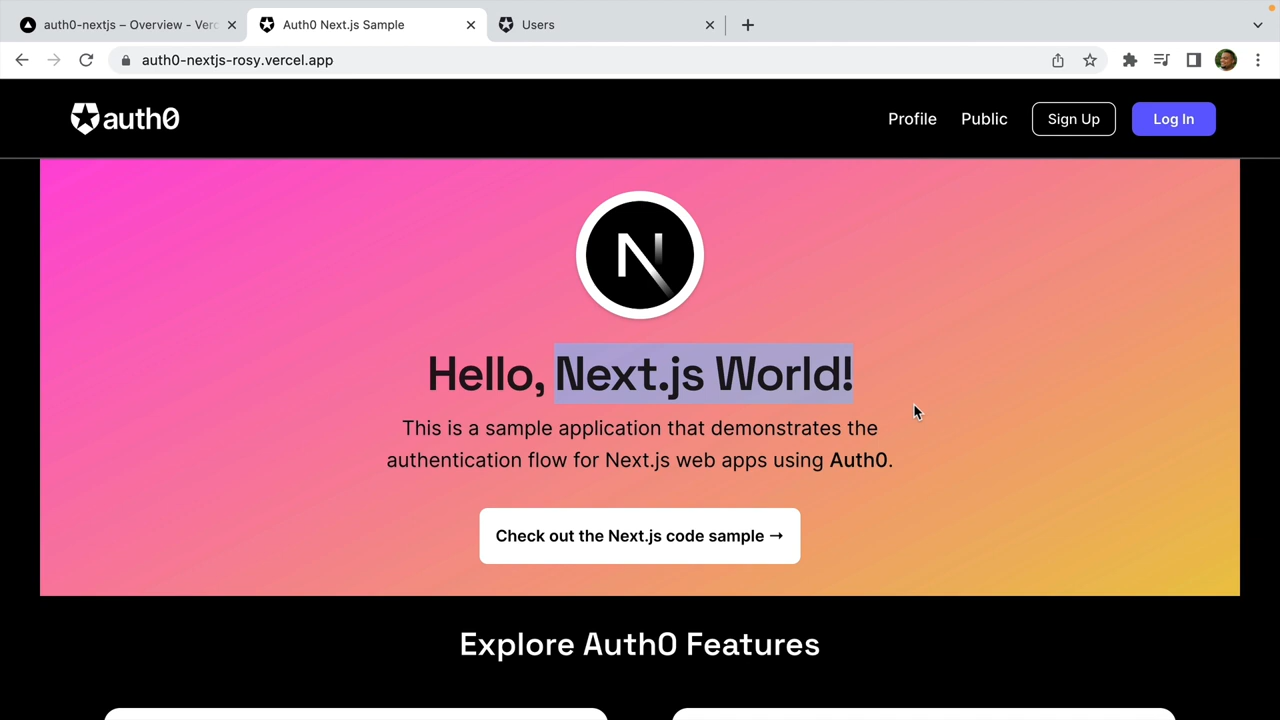 auth0-nextjs – Overview - Verc
Auth0 Next.js Sample
Users
auth0-nextjs-rosy.vercel.app
auth0
Profile
Public
Sign Up
Log In
N
Hello, Next.js World!
This is a sample application that demonstrates the
authentication flow for Next.js web apps using Auth0.
Check out the Next.js code sample →
Explore Auth0 Features